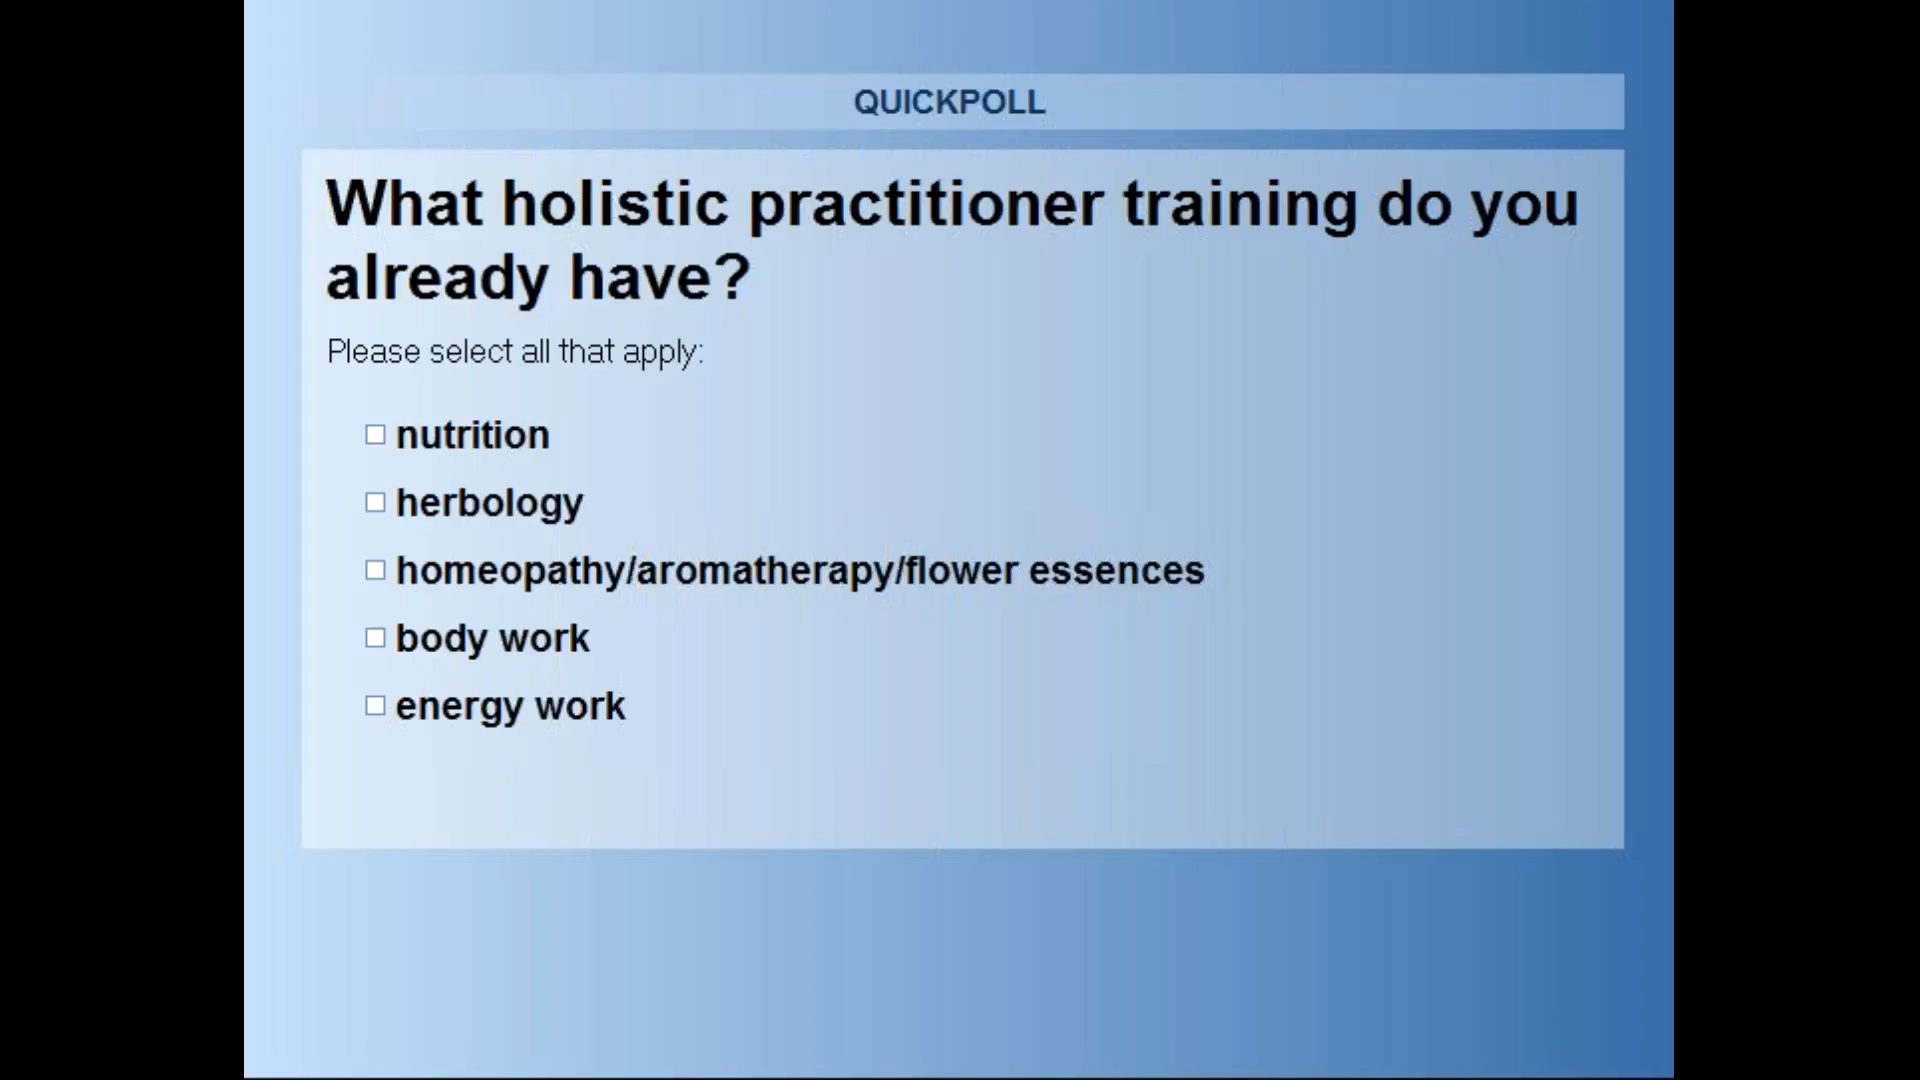 QUICKPOLL
What holistic practitioner training do you
already have?
Please select all that apply:
nutrition
herbology
homeopathy/aromatherapy/flower essences
body work
energy work